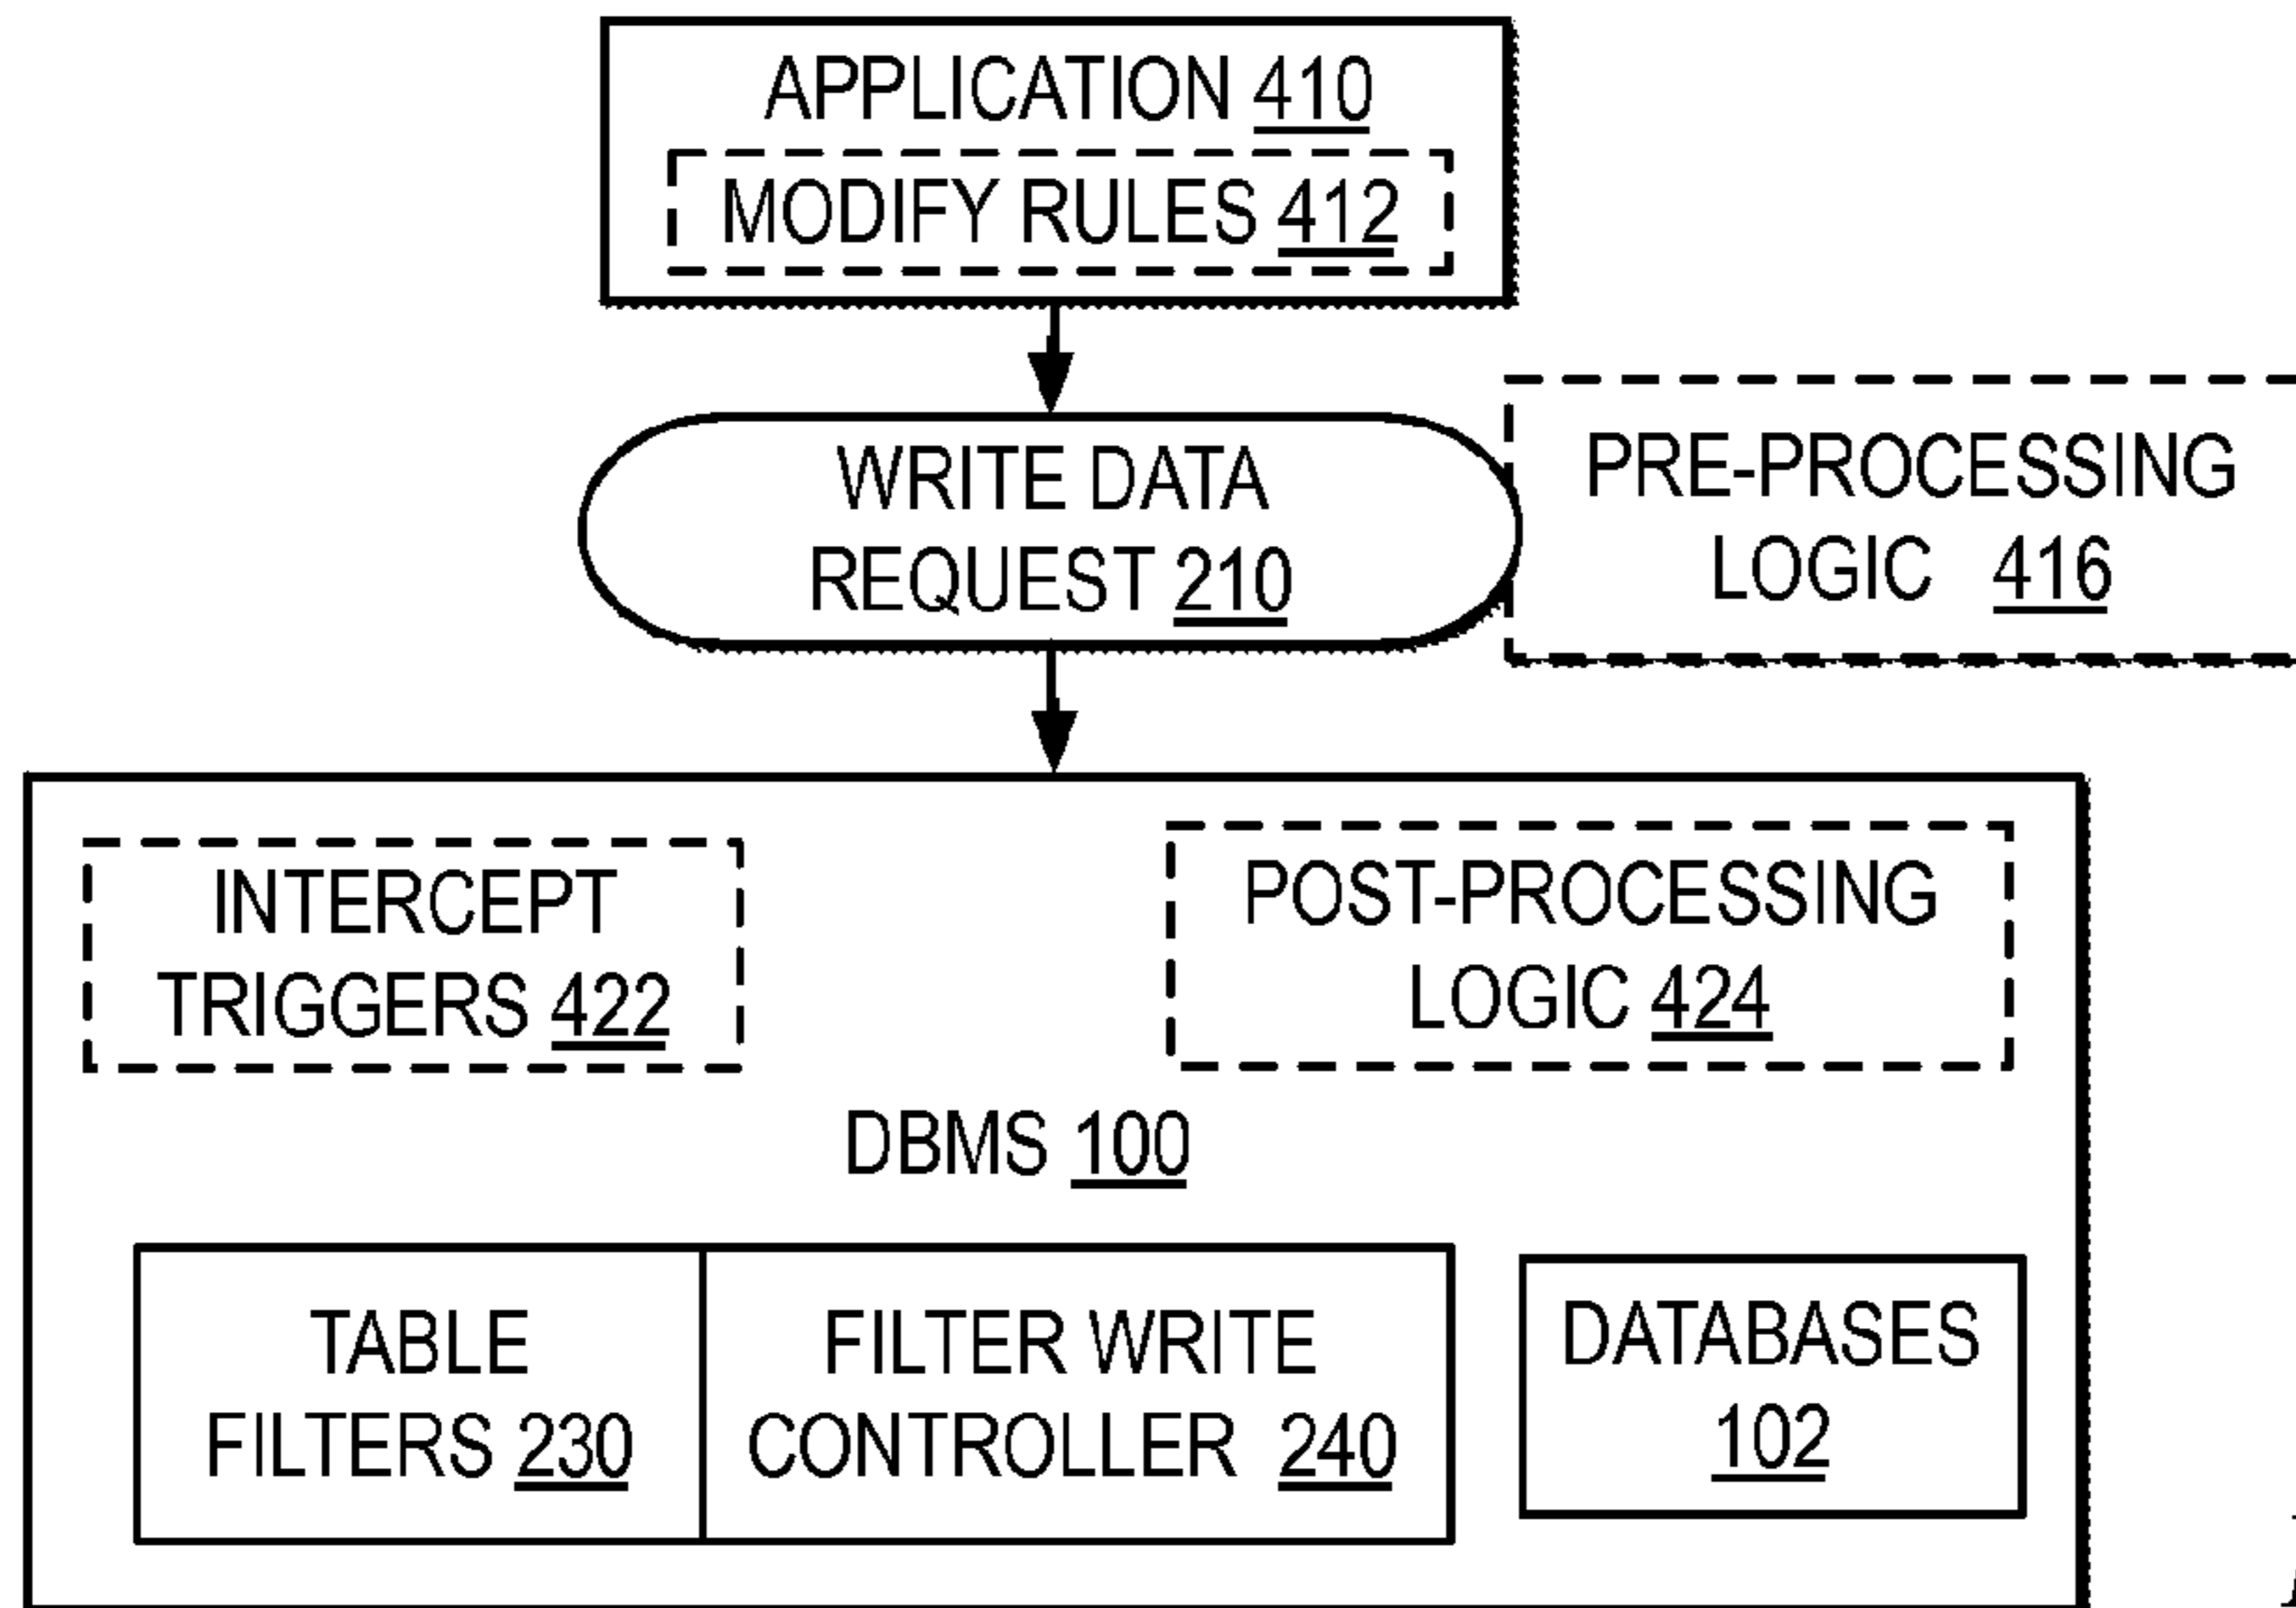 APPLICATION 410
MODIFY RULES 412
WRITE DATA
REQUEST 210
PRE-PROCESSING
LOGIC 416
INTERCEPT
TRIGGERS 422
POST-PROCESSING
LOGIC 424
DBMS 100
TABLE
FILTERS 230
FILTER WRITE
CONTROLLER 240
DATABASES
102